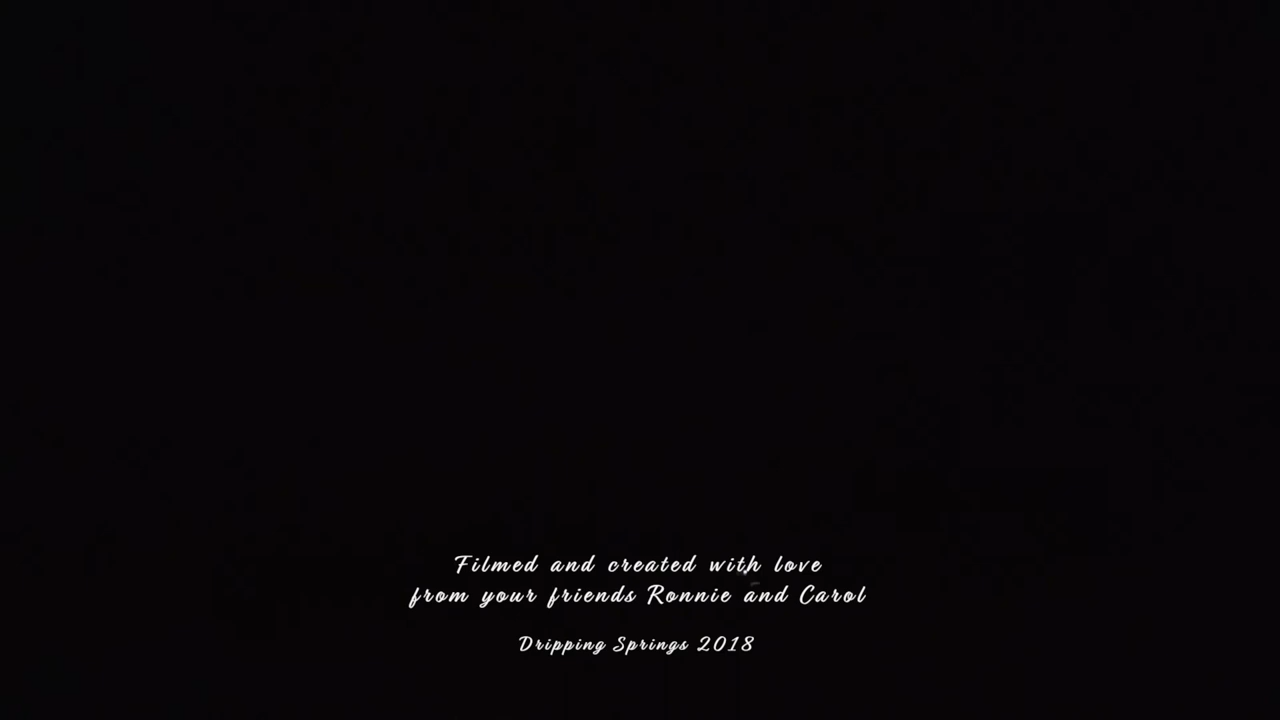 Filmed and created with love
from your friends Ronnie and Carol
Dripping Springs 2018